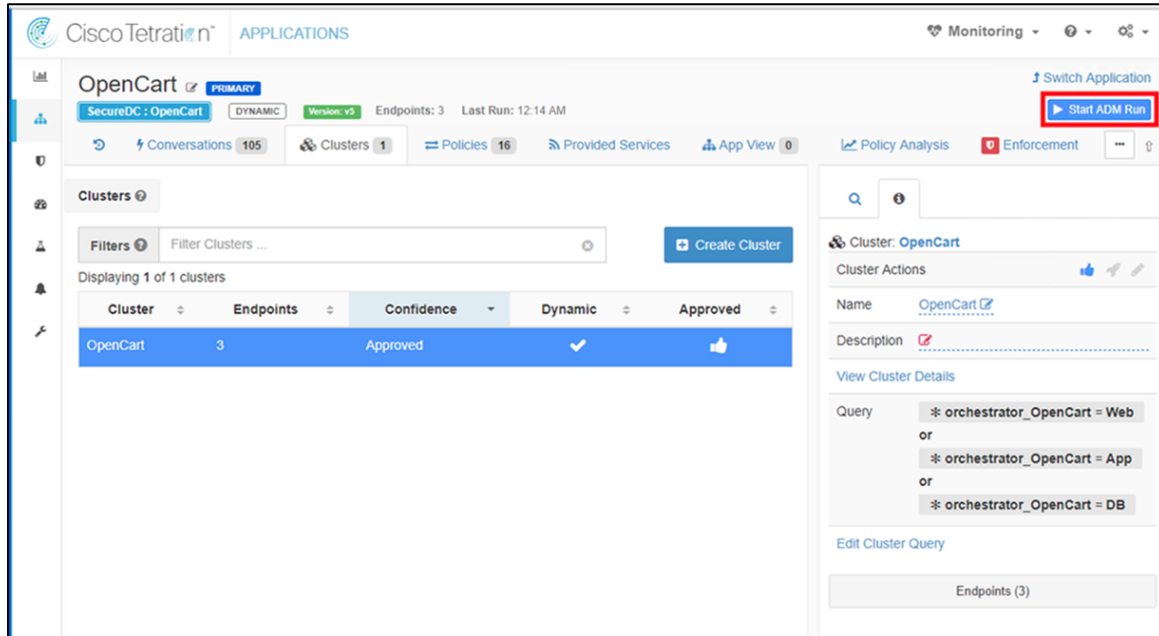 Cisco Tetration™ APPLICATIONS Monitoring
OpenCart PRIMARY
Switch Application
SecureDC : OpenCart DYNAMIC Version: v5 Endpoints: 3 Last Run: 12:14 AM
Start ADM Run
Conversations 105 Clusters 1 Policies 16 Provided Services App View 0 Policy Analysis Enforcement ...
Clusters
Filters Filter Clusters ... Create Cluster
Displaying 1 of 1 clusters
Cluster Endpoints Confidence Dynamic Approved
OpenCart 3 Approved
Cluster: OpenCart
Cluster Actions
Name OpenCart
Description
View Cluster Details
Query * orchestrator_OpenCart = Web
or
* orchestrator_OpenCart = App
or
* orchestrator_OpenCart = DB
Edit Cluster Query
Endpoints (3)